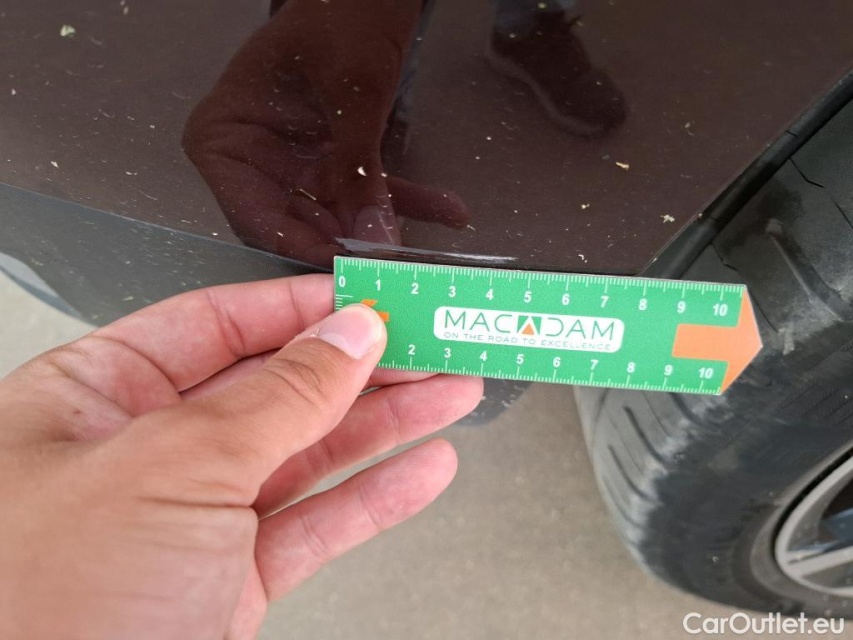 0 1 2 3 4 5 6 7 8 9 10
MACADAM
ON THE ROAD TO EXCELLENCE
2 3 4 5 6 7 8 9 10
CarOutlet.eu